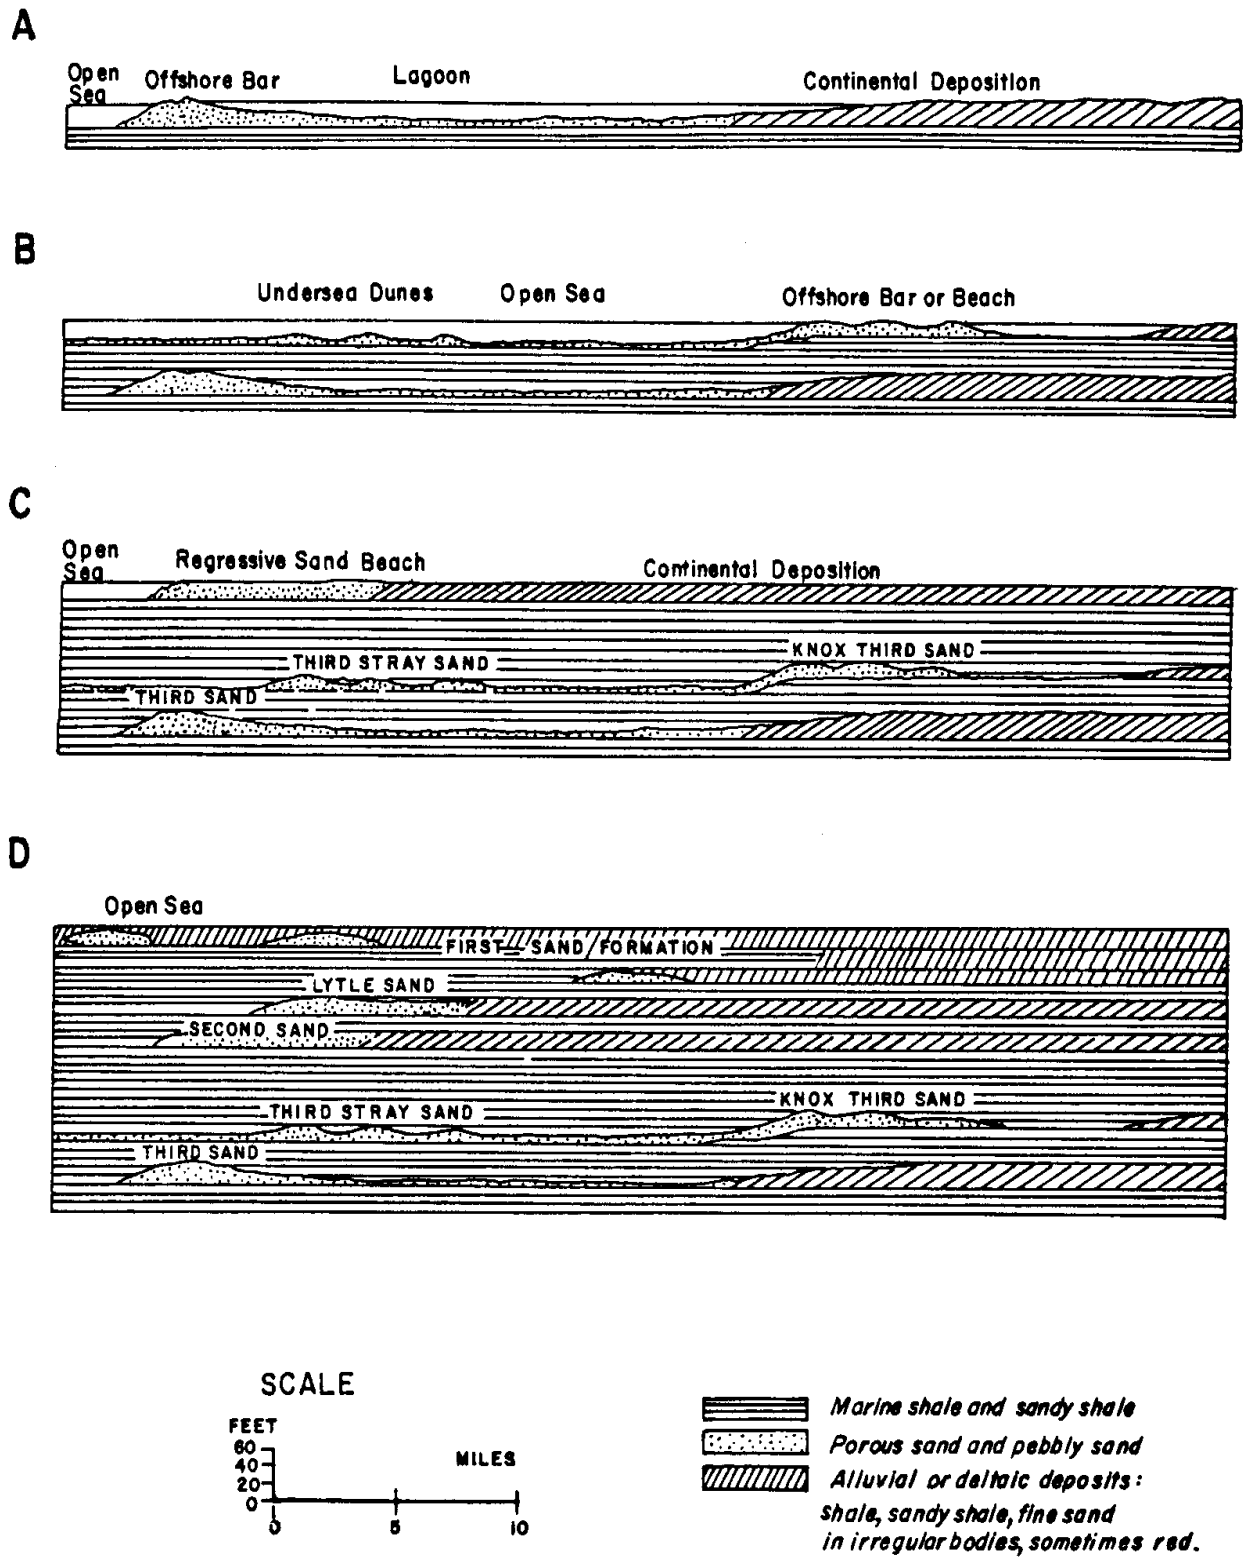 A
Open
Sea
Offshore Bar
Lagoon
Continental Deposition
B
Undersea Dunes
Open Sea
Offshore Bar or Beach
C
Open
Sea
Regressive Sand Beach
Continental Deposition
KNOX THIRD SAND
THIRD STRAY SAND
THIRD SAND
D
Open Sea
FIRST SAND FORMATION
LYTLE SAND
SECOND SAND
KNOX THIRD SAND
THIRD STRAY SAND
THIRD SAND
SCALE
FEET
60
40
20
0
MILES
0 5 10
Marine shale and sandy shale
Porous sand and pebbly sand
Alluvial or deltaic deposits:
shale, sandy shale, fine sand
in irregular bodies, sometimes red.